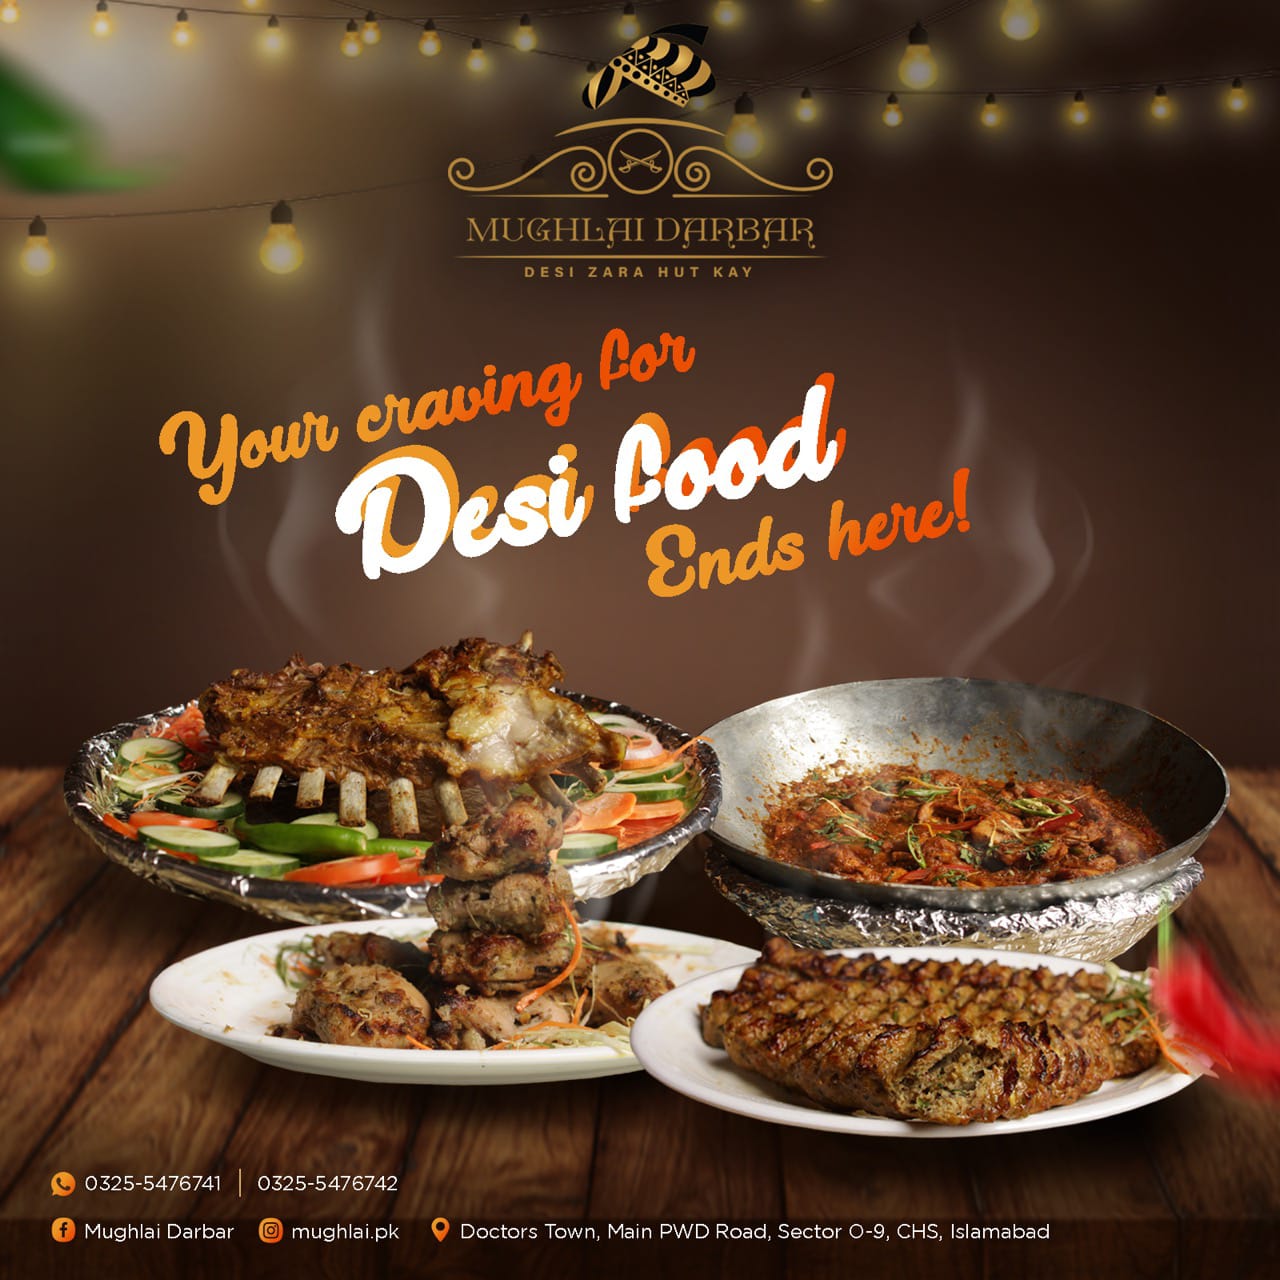 MUGHLAI DARBAR
DESI ZARA HUT KAY
Your craving for
Desi food
Ends here!
0325-5476741 | 0325-5476742
Mughlai Darbar mughlai.pk Doctors Town, Main PWD Road, Sector O-9, CHS, Islamabad